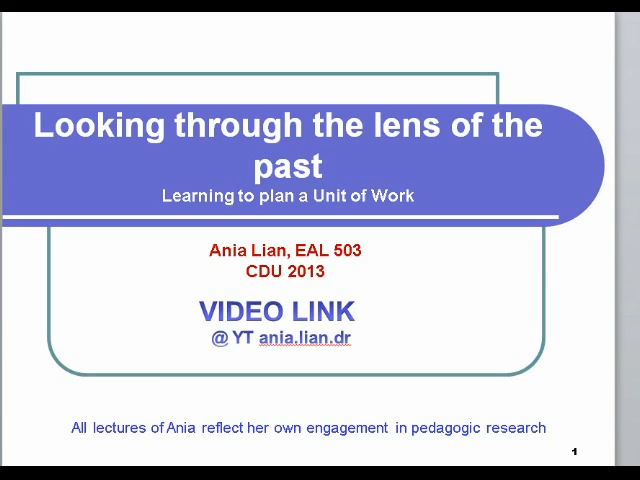 Looking through the lens of the
past
Learning to plan a Unit of Work
Ania Lian, EAL 503
CDU 2013
VIDEO LINK
@ YT ania.lian.dr
All lectures of Ania reflect her own engagement in pedagogic research
1